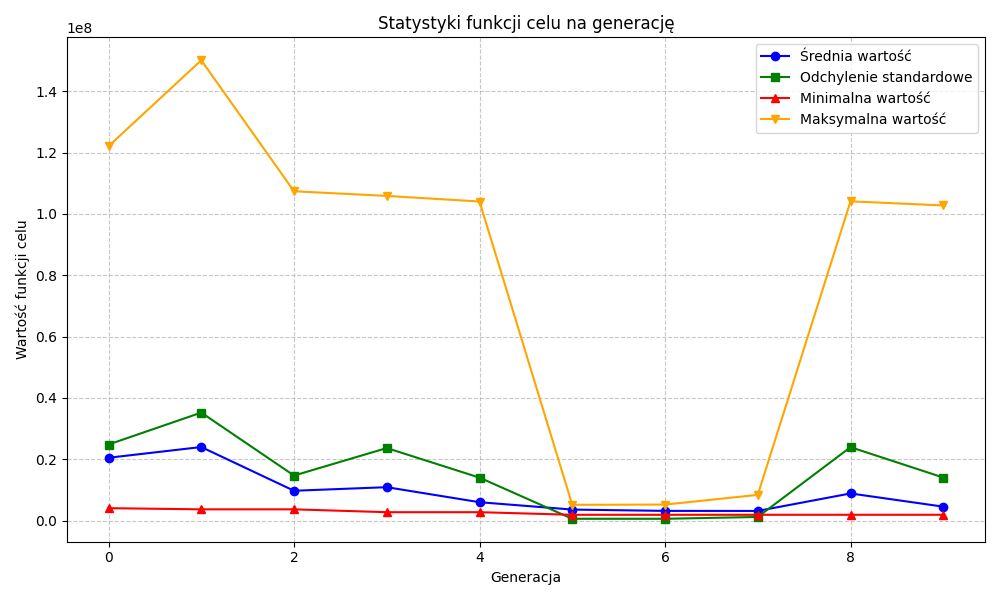 Statystyki funkcji celu na generację
1e8
Średnia wartość
Odchylenie standardowe
Minimalna wartość
Maksymalna wartość
1.4
1.2
1.0
0.8
0.6
0.4
0.2
0.0
Wartość funkcji celu
0 2 4 6 8
Generacja